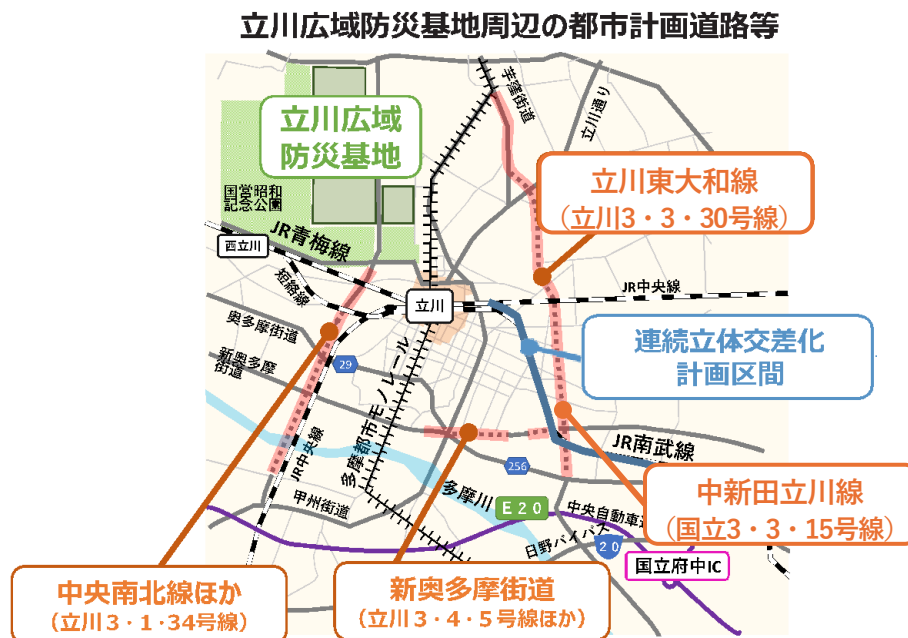 立川広域防災基地周辺の都市計画道路等
立川広域
防災基地
芋窪街道
立川通り
国営昭和
記念公園
西立川
JR青梅線
短絡線
立川東大和線
（立川3・3・30号線）
立川
JR中央線
奥多摩街道
新奥多摩
街道
29
連続立体交差化
計画区間
多摩都市モノレール
JR中央線
JR南武線
256
甲州街道
多摩川
E20
中央自動車道
日野バイパス
20
中新田立川線
（国立3・3・15号線）
国立府中IC
中央南北線ほか
（立川3・1・34号線）
新奥多摩街道
（立川3・4・5号線ほか）